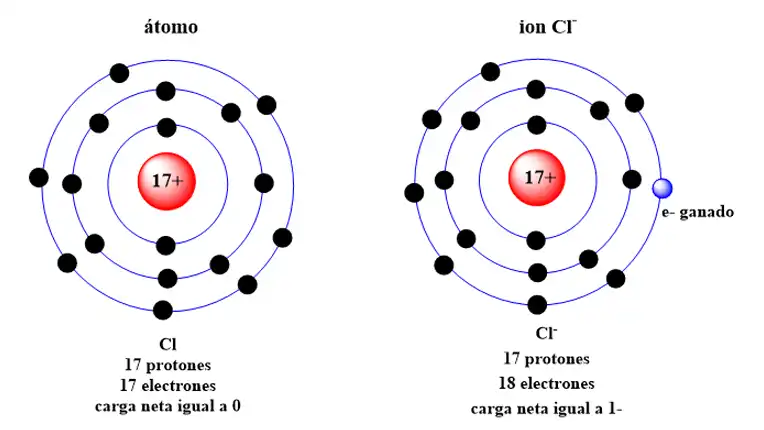 átomo
17+
Cl
17 protones
17 electrones
carga neta igual a 0
ion Cl⁻
17+
e- ganado
Cl⁻
17 protones
18 electrones
carga neta igual a 1-